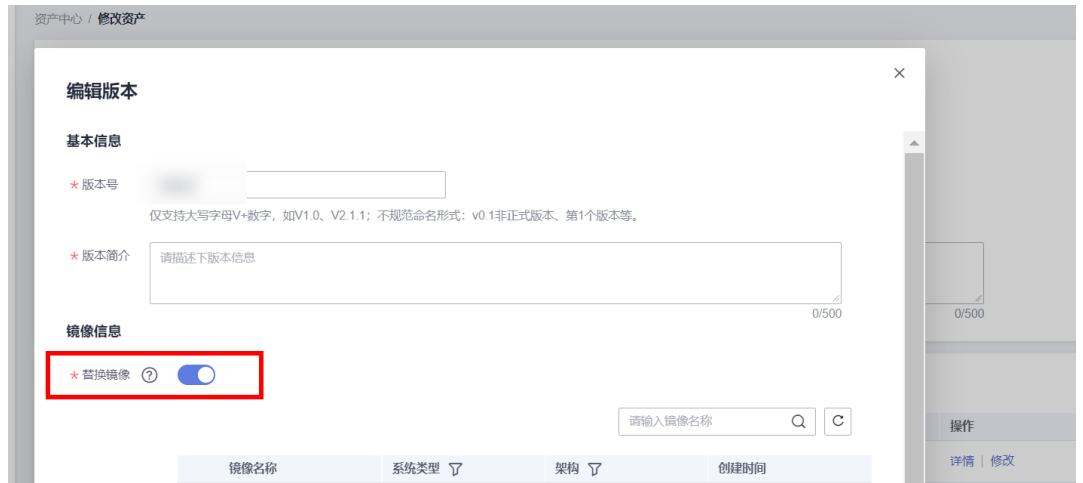 资产中心 / 修改资产
编辑版本
基本信息
* 版本号
仅支持大写字母V+数字，如V1.0、V2.1.1；不规范命名形式：v0.1非正式版本、第1个版本等。
* 版本简介 请描述下版本信息
0/500 0/500
镜像信息
* 替换镜像 ?
请输入镜像名称
操作
镜像名称 系统类型 架构 创建时间
详情 | 修改